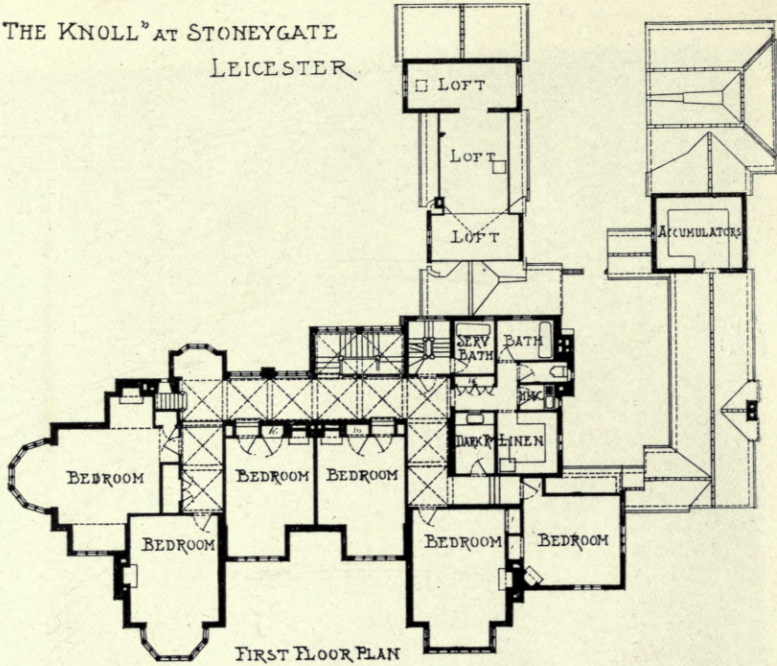 THE KNOLL" AT STONEYGATE
LEICESTER
LOFT
LOFT
LOFT
ACCUMULATORS
SERV BATH
BATH
HMC
DARK R
LINEN
BEDROOM
BEDROOM
BEDROOM
BEDROOM
BEDROOM
BEDROOM
FIRST FLOOR PLAN